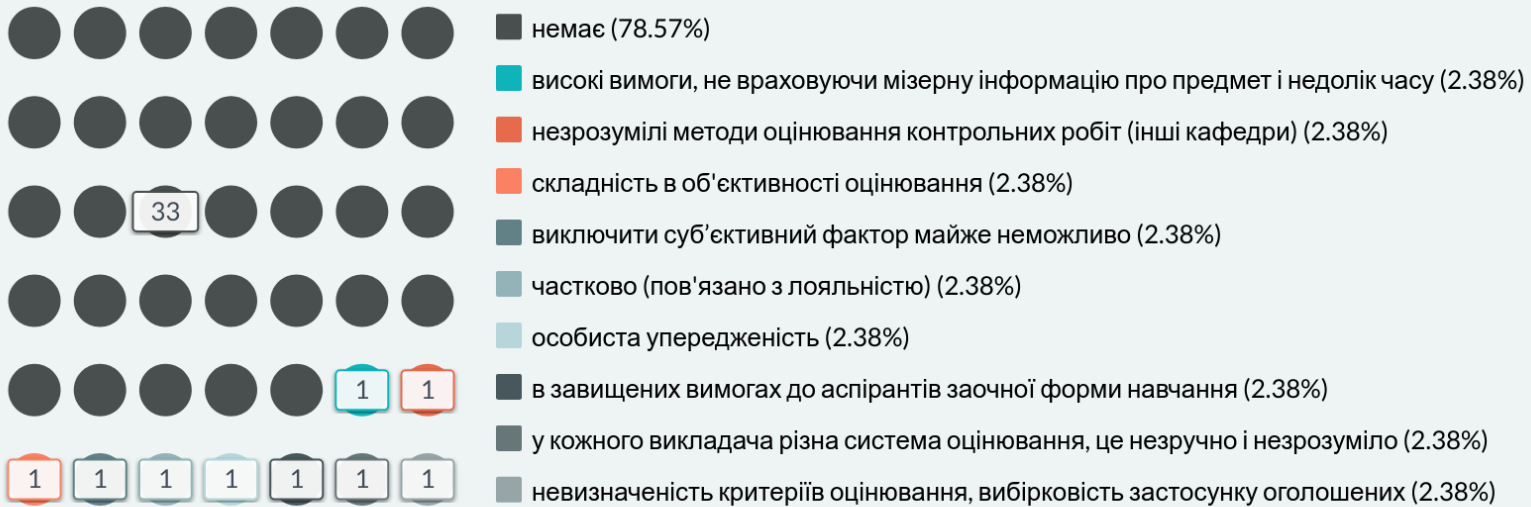 немає (78.57%)
високі вимоги, не враховуючи мізерну інформацію про предмет і недолік часу (2.38%)
незрозумілі методи оцінювання контрольних робіт (інші кафедри) (2.38%)
складність в об'єктивності оцінювання (2.38%)
33
виключити суб’єктивний фактор майже неможливо (2.38%)
частково (пов'язано з лояльністю) (2.38%)
особиста упередженість (2.38%)
1 1
в завищених вимогах до аспірантів заочної форми навчання (2.38%)
у кожного викладача різна система оцінювання, це незручно і незрозуміло (2.38%)
1 1 1 1 1 1 1
невизначеність критеріїв оцінювання, вибірковість застосунку оголошених (2.38%)